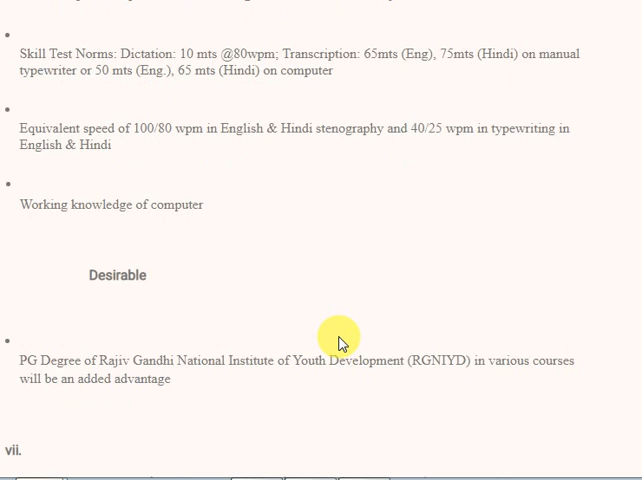 Skill Test Norms: Dictation: 10 mts @80wpm; Transcription: 65mts (Eng), 75mts (Hindi) on manual
typewriter or 50 mts (Eng.), 65 mts (Hindi) on computer
Equivalent speed of 100/80 wpm in English & Hindi stenography and 40/25 wpm in typewriting in
English & Hindi
Working knowledge of computer
Desirable
PG Degree of Rajiv Gandhi National Institute of Youth Development (RGNIYD) in various courses
will be an added advantage
vii.